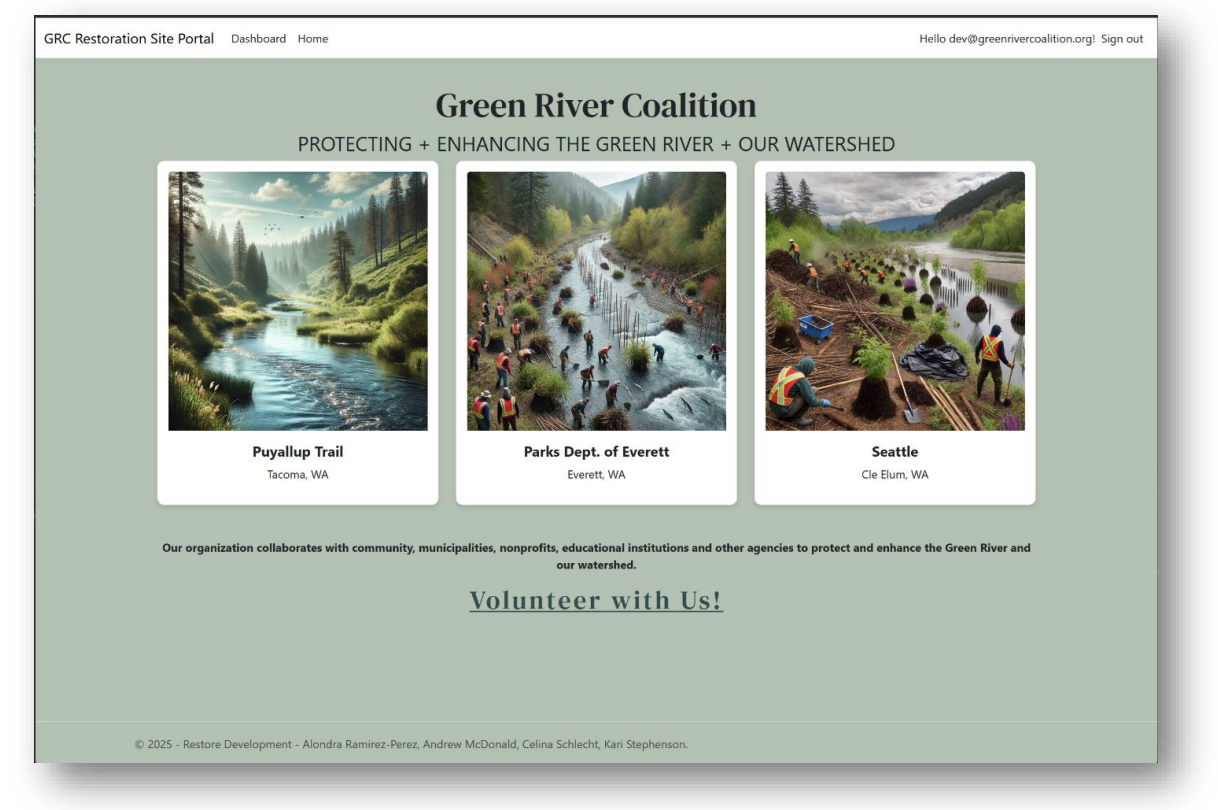 GRC Restoration Site Portal Dashboard Home Hello dev@greenrivercoalition.org! Sign out
Green River Coalition
PROTECTING + ENHANCING THE GREEN RIVER + OUR WATERSHED
Puyallup Trail
Tacoma, WA
Parks Dept. of Everett
Everett, WA
Seattle
Cle Elum, WA
Our organization collaborates with community, municipalities, nonprofits, educational institutions and other agencies to protect and enhance the Green River and
our watershed.
Volunteer with Us!
© 2025 - Restore Development - Alondra Ramirez-Perez, Andrew McDonald, Celina Schlecht, Kari Stephenson.